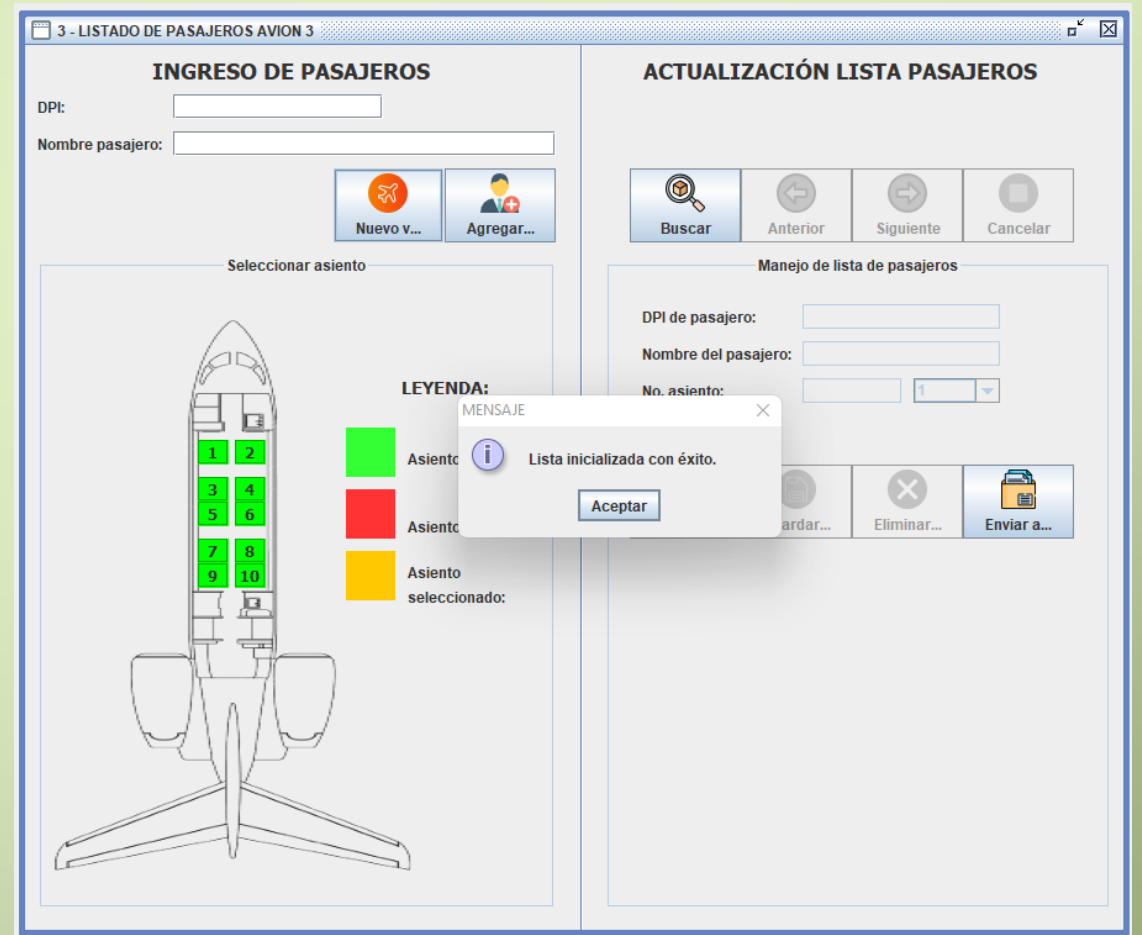 3 - LISTADO DE PASAJEROS AVION 3
INGRESO DE PASAJEROS
DPI:
Nombre pasajero:
Nuevo v...
Agregar...
Seleccionar asiento
LEYENDA:
1 2
3 4
5 6
7 8
9 10
Asiento
Asiento
Asiento
seleccionado:
ACTUALIZACIÓN LISTA PASAJEROS
Buscar
Anterior
Siguiente
Cancelar
Manejo de lista de pasajeros
DPI de pasajero:
Nombre del pasajero:
No. asiento:
1
MENSAJE
Lista inicializada con éxito.
Aceptar
ardar...
Eliminar...
Enviar a...